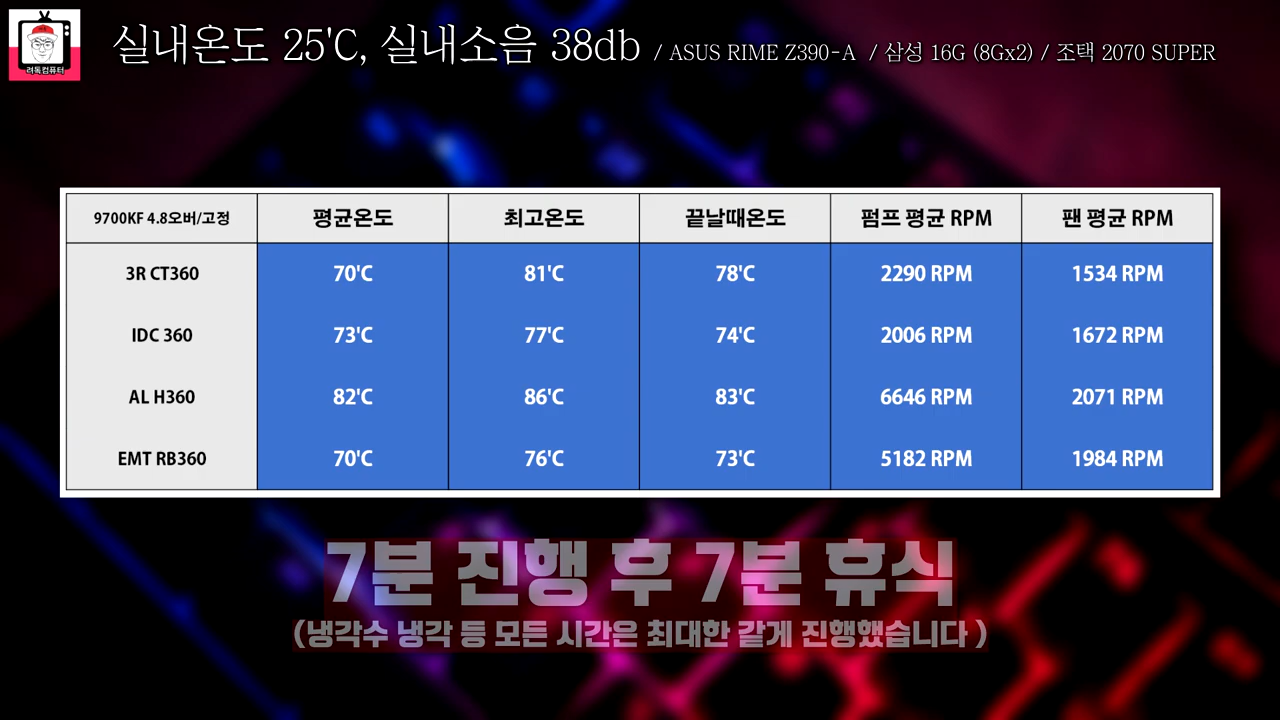 실내온도 25'C, 실내소음 38db / ASUS RIME Z390-A / 삼성 16G (8Gx2) / 조택 2070 SUPER
려독컴퓨터
9700KF 4.8오버/고정 평균온도 최고온도 끝날때온도 펌프 평균 RPM 팬 평균 RPM
3R CT360 70'C 81'C 78'C 2290 RPM 1534 RPM
IDC 360 73'C 77'C 74'C 2006 RPM 1672 RPM
AL H360 82'C 86'C 83'C 6646 RPM 2071 RPM
EMT RB360 70'C 76'C 73'C 5182 RPM 1984 RPM
7분 진행 후 7분 휴식
(냉각수 냉각 등 모든 시간은 최대한 같게 진행했습니다 )